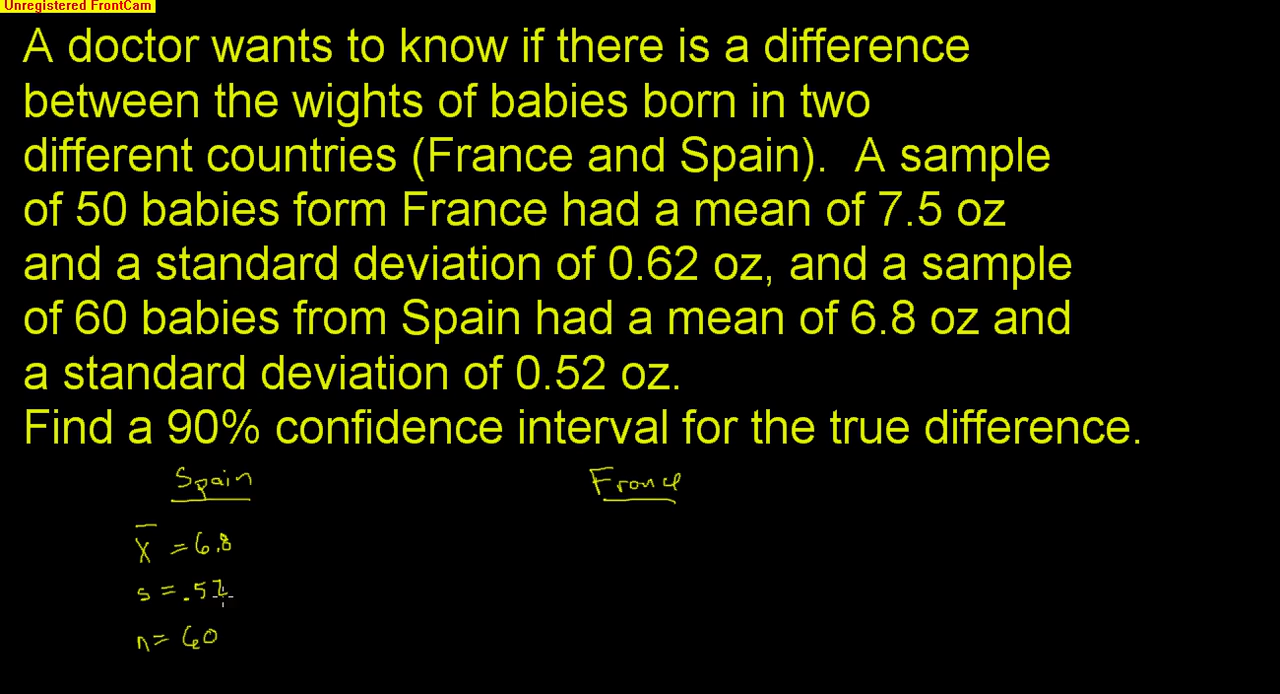 Unregistered FrontCam
A doctor wants to know if there is a difference
between the wights of babies born in two
different countries (France and Spain).  A sample
of 50 babies form France had a mean of 7.5 oz
and a standard deviation of 0.62 oz, and a sample
of 60 babies from Spain had a mean of 6.8 oz and
a standard deviation of 0.52 oz.
Find a 90% confidence interval for the true difference.
Spain France
x̄ = 6.8
s = .52
n = 60